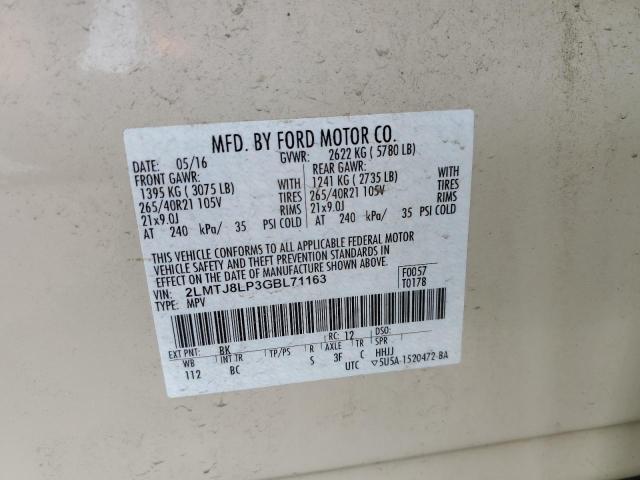 MFD. BY FORD MOTOR CO.
DATE: 05/16 GVWR: 2622 KG ( 5780 LB)
FRONT GAWR: REAR GAWR:
1395 KG ( 3075 LB) WITH 1241 KG ( 2735 LB) WITH
265/40R21 105V TIRES 265/40R21 105V TIRES
21x9.0J RIMS 21x9.0J RIMS
AT 240 kPa/ 35 PSI COLD AT 240 kPa/ 35 PSI COLD
THIS VEHICLE CONFORMS TO ALL APPLICABLE FEDERAL MOTOR
VEHICLE SAFETY AND THEFT PREVENTION STANDARDS IN
EFFECT ON THE DATE OF MANUFACTURE SHOWN ABOVE. F0057
VIN: 2LMTJ8LP3GBL71163 T0178
TYPE: MPV
EXT PNT: BK RC: 12 DSO:
WB INT TR TP/PS R AXLE TR SPR
112 BC S 3F C HHJJ
UTC ▽5U5A-1520472-BA